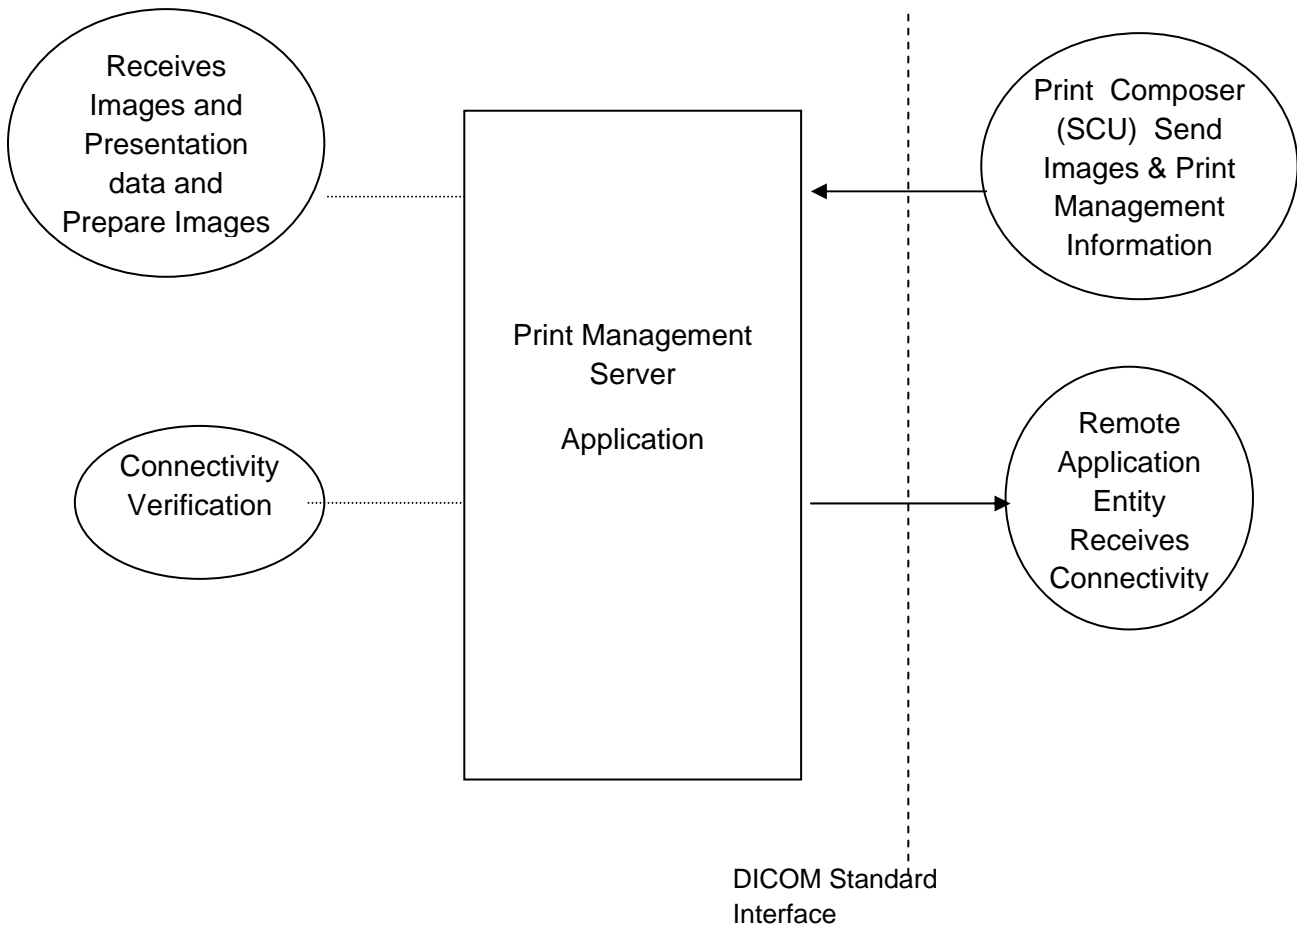 Receives
Images and
Presentation
data and
Prepare Images
Print Composer
(SCU) Send
Images & Print
Management
Information
Print Management
Server
Application
Connectivity
Verification
Remote
Application
Entity
Receives
Connectivity
DICOM Standard
Interface